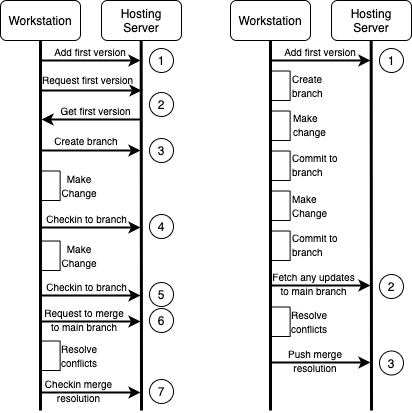 Workstation
Hosting
Server
Add first version
1
Request first version
2
Get first version
Create branch
3
Make
Change
Checkin to branch
4
Make
Change
Checkin to branch
5
Request to merge
to main branch
6
Resolve
conflicts
Checkin merge
resolution
7
Workstation
Hosting
Server
Add first version
1
Create
branch
Make
change
Commit to
branch
Make
Change
Commit to
branch
Fetch any updates
to main branch
2
Resolve
conflicts
Push merge
resolution
3